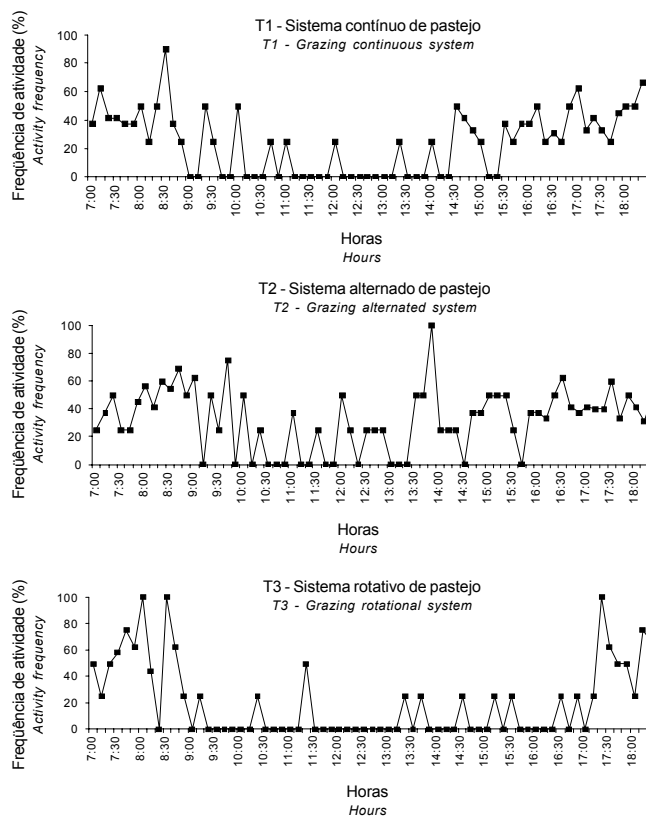 T1 - Sistema contínuo de pastejo
T1 - Grazing continuous system
Freqüência de atividade (%)
Activity frequency
100
80
60
40
20
0
7:00 7:30 8:00 8:30 9:00 9:30 10:00 10:30 11:00 11:30 12:00 12:30 13:00 13:30 14:00 14:30 15:00 15:30 16:00 16:30 17:00 17:30 18:00
Horas
Hours
T2 - Sistema alternado de pastejo
T2 - Grazing alternated system
Freqüência de atividade (%)
Activity frequency
100
80
60
40
20
0
7:00 7:30 8:00 8:30 9:00 9:30 10:00 10:30 11:00 11:30 12:00 12:30 13:00 13:30 14:00 14:30 15:00 15:30 16:00 16:30 17:00 17:30 18:00
Horas
Hours
T3 - Sistema rotativo de pastejo
T3 - Grazing rotational system
Freqüência de atividade (%)
Activity frequency
100
80
60
40
20
0
7:00 7:30 8:00 8:30 9:00 9:30 10:00 10:30 11:00 11:30 12:00 12:30 13:00 13:30 14:00 14:30 15:00 15:30 16:00 16:30 17:00 17:30 18:00
Horas
Hours